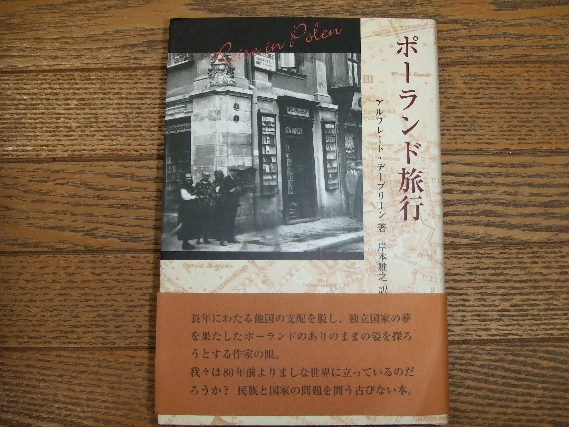 Reise in Polen
ポーランド旅行
アルフレート・デーブリーン 著 岸本雅之 訳
長年にわたる他国の支配を脱し、独立国家の夢
を果たしたポーランドのありのままの姿を探ろ
うとする作家の眼。
我々は80年前よりましな世界に立っているのだ
ろうか? 民族と国家の問題を問う古びない本。